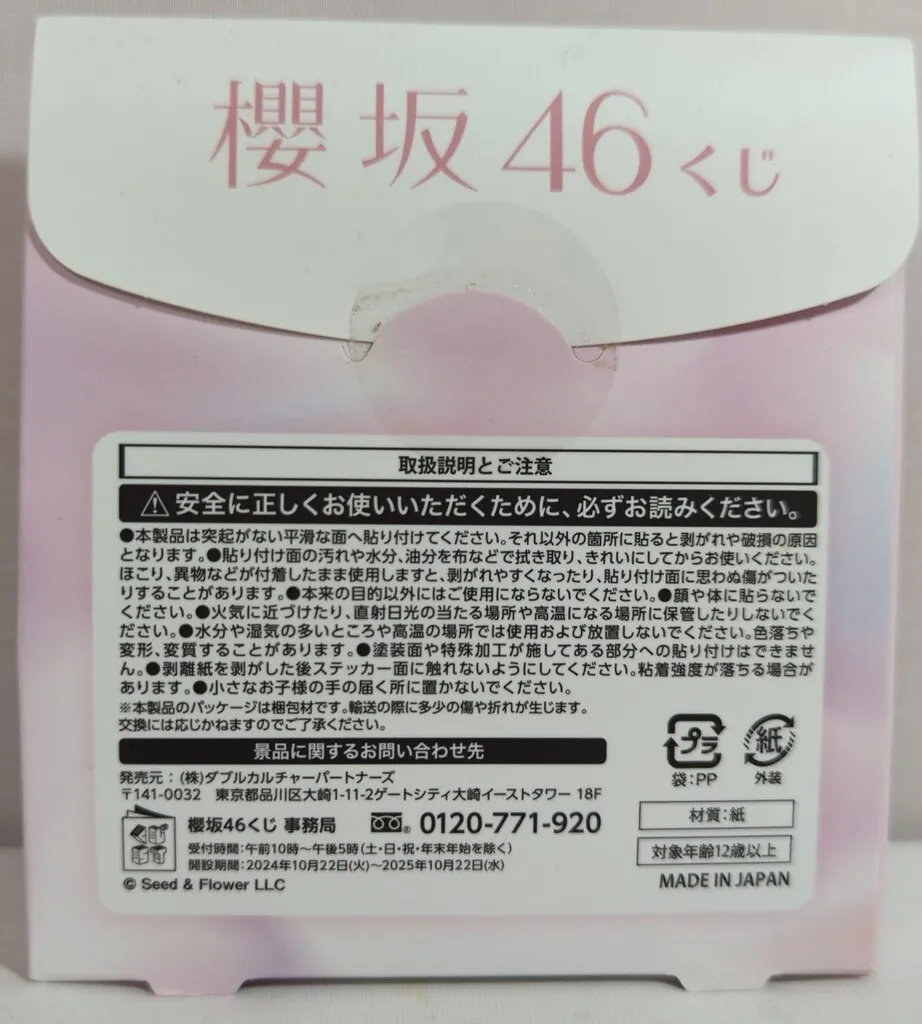 櫻坂46くじ
取扱説明とご注意
⚠安全に正しくお使いいただくために、必ずお読みください。
●本製品は突起がない平滑な面へ貼り付けてください。それ以外の箇所に貼ると剥がれや破損の原因
となります。●貼り付け面の汚れや水分、油分を布などで拭き取り、きれいにしてからお使いください。
ほこり、異物などが付着したまま使用しますと、剥がれやすくなったり、貼り付け面に思わぬ傷がついた
りすることがあります。●本来の目的以外にはご使用にならないでください。●顔や体に貼らないで
ください。●火気に近づけたり、直射日光の当たる場所や高温になる場所に保管したりしないでく
ださい。●水分や湿気の多いところや高温の場所では使用および放置しないでください。色落ちや
変形、変質することがあります。●塗装面や特殊加工が施してある部分への貼り付けはできませ
ん。●剥離紙を剥がした後ステッカー面に触れないようにしてください。粘着強度が落ちる場合が
あります。●小さなお子様の手の届く所に置かないでください。
※本製品のパッケージは梱包材です。輸送の際に多少の傷や折れが生じます。
交換には応じかねますのでご了承ください。
景品に関するお問い合わせ先
発売元:(株)ダブルカルチャーパートナーズ
〒141-0032 東京都品川区大崎1-11-2ゲートシティ大崎イーストタワー 18F
櫻坂46くじ 事務局 0120-771-920
受付時間:午前10時〜午後5時(土・日・祝・年末年始を除く)
開設期間:2024年10月22日(火)〜2025年10月22日(水)
© Seed & Flower LLC
プラ 紙
袋:PP 外装
材質:紙
対象年齢12歳以上
MADE IN JAPAN